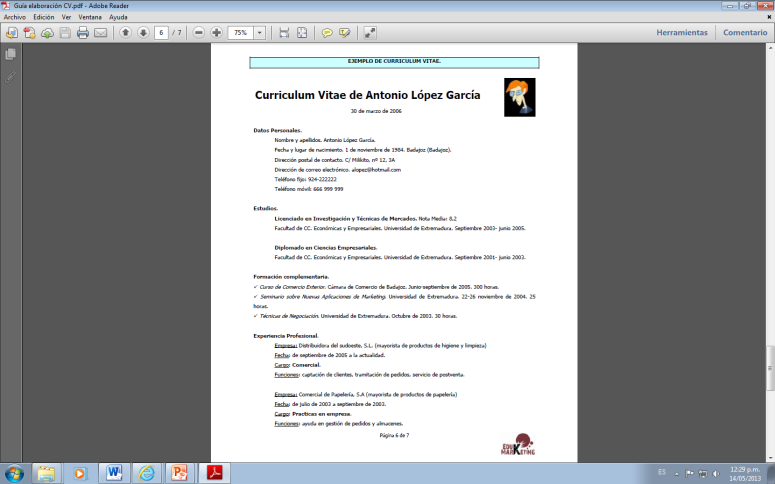 Guía elaboración CV.pdf - Adobe Reader
Archivo Edición Ver Ventana Ayuda
6 / 7 75% Herramientas Comentario
EJEMPLO DE CURRICULUM VITAE.
Curriculum Vitae de Antonio López García
30 de marzo de 2006
Datos Personales.
Nombre y apellidos. Antonio López García.
Fecha y lugar de nacimiento. 1 de noviembre de 1984. Badajoz (Badajoz).
Dirección postal de contacto. C/ Milikito, nº 12, 3A
Dirección de correo electrónico. alopez@hotmail.com
Teléfono fijo: 924-222222
Teléfono móvil: 666 999 999
Estudios.
Licenciado en Investigación y Técnicas de Mercados. Nota Media: 8,2
Facultad de CC. Económicas y Empresariales. Universidad de Extremadura. Septiembre 2003- junio 2005.
Diplomado en Ciencias Empresariales.
Facultad de CC. Económicas y Empresariales. Universidad de Extremadura. Septiembre 2001- junio 2003.
Formación complementaria.
✓ Curso de Comercio Exterior. Cámara de Comercio de Badajoz. Junio-septiembre de 2005. 300 horas.
✓ Seminario sobre Nuevas Aplicaciones de Marketing. Universidad de Extremadura. 22-26 noviembre de 2004. 25
horas.
✓ Técnicas de Negociación. Universidad de Extremadura. Octubre de 2003. 30 horas.
Experiencia Profesional.
Empresa: Distribuidora del sudoeste, S.L. (mayorista de productos de higiene y limpieza)
Fecha: de septiembre de 2005 a la actualidad.
Cargo: Comercial.
Funciones: captación de clientes, tramitación de pedidos, servicio de postventa.
Empresa: Comercial de Papelería, S.A (mayorista de productos de papelería)
Fecha: de julio de 2003 a septiembre de 2003.
Cargo: Practicas en empresa.
Funciones: ayuda en gestión de pedidos y almacenes.
Página 6 de 7
EDUK
MARKETING
ES 12:29 p.m.
14/05/2013